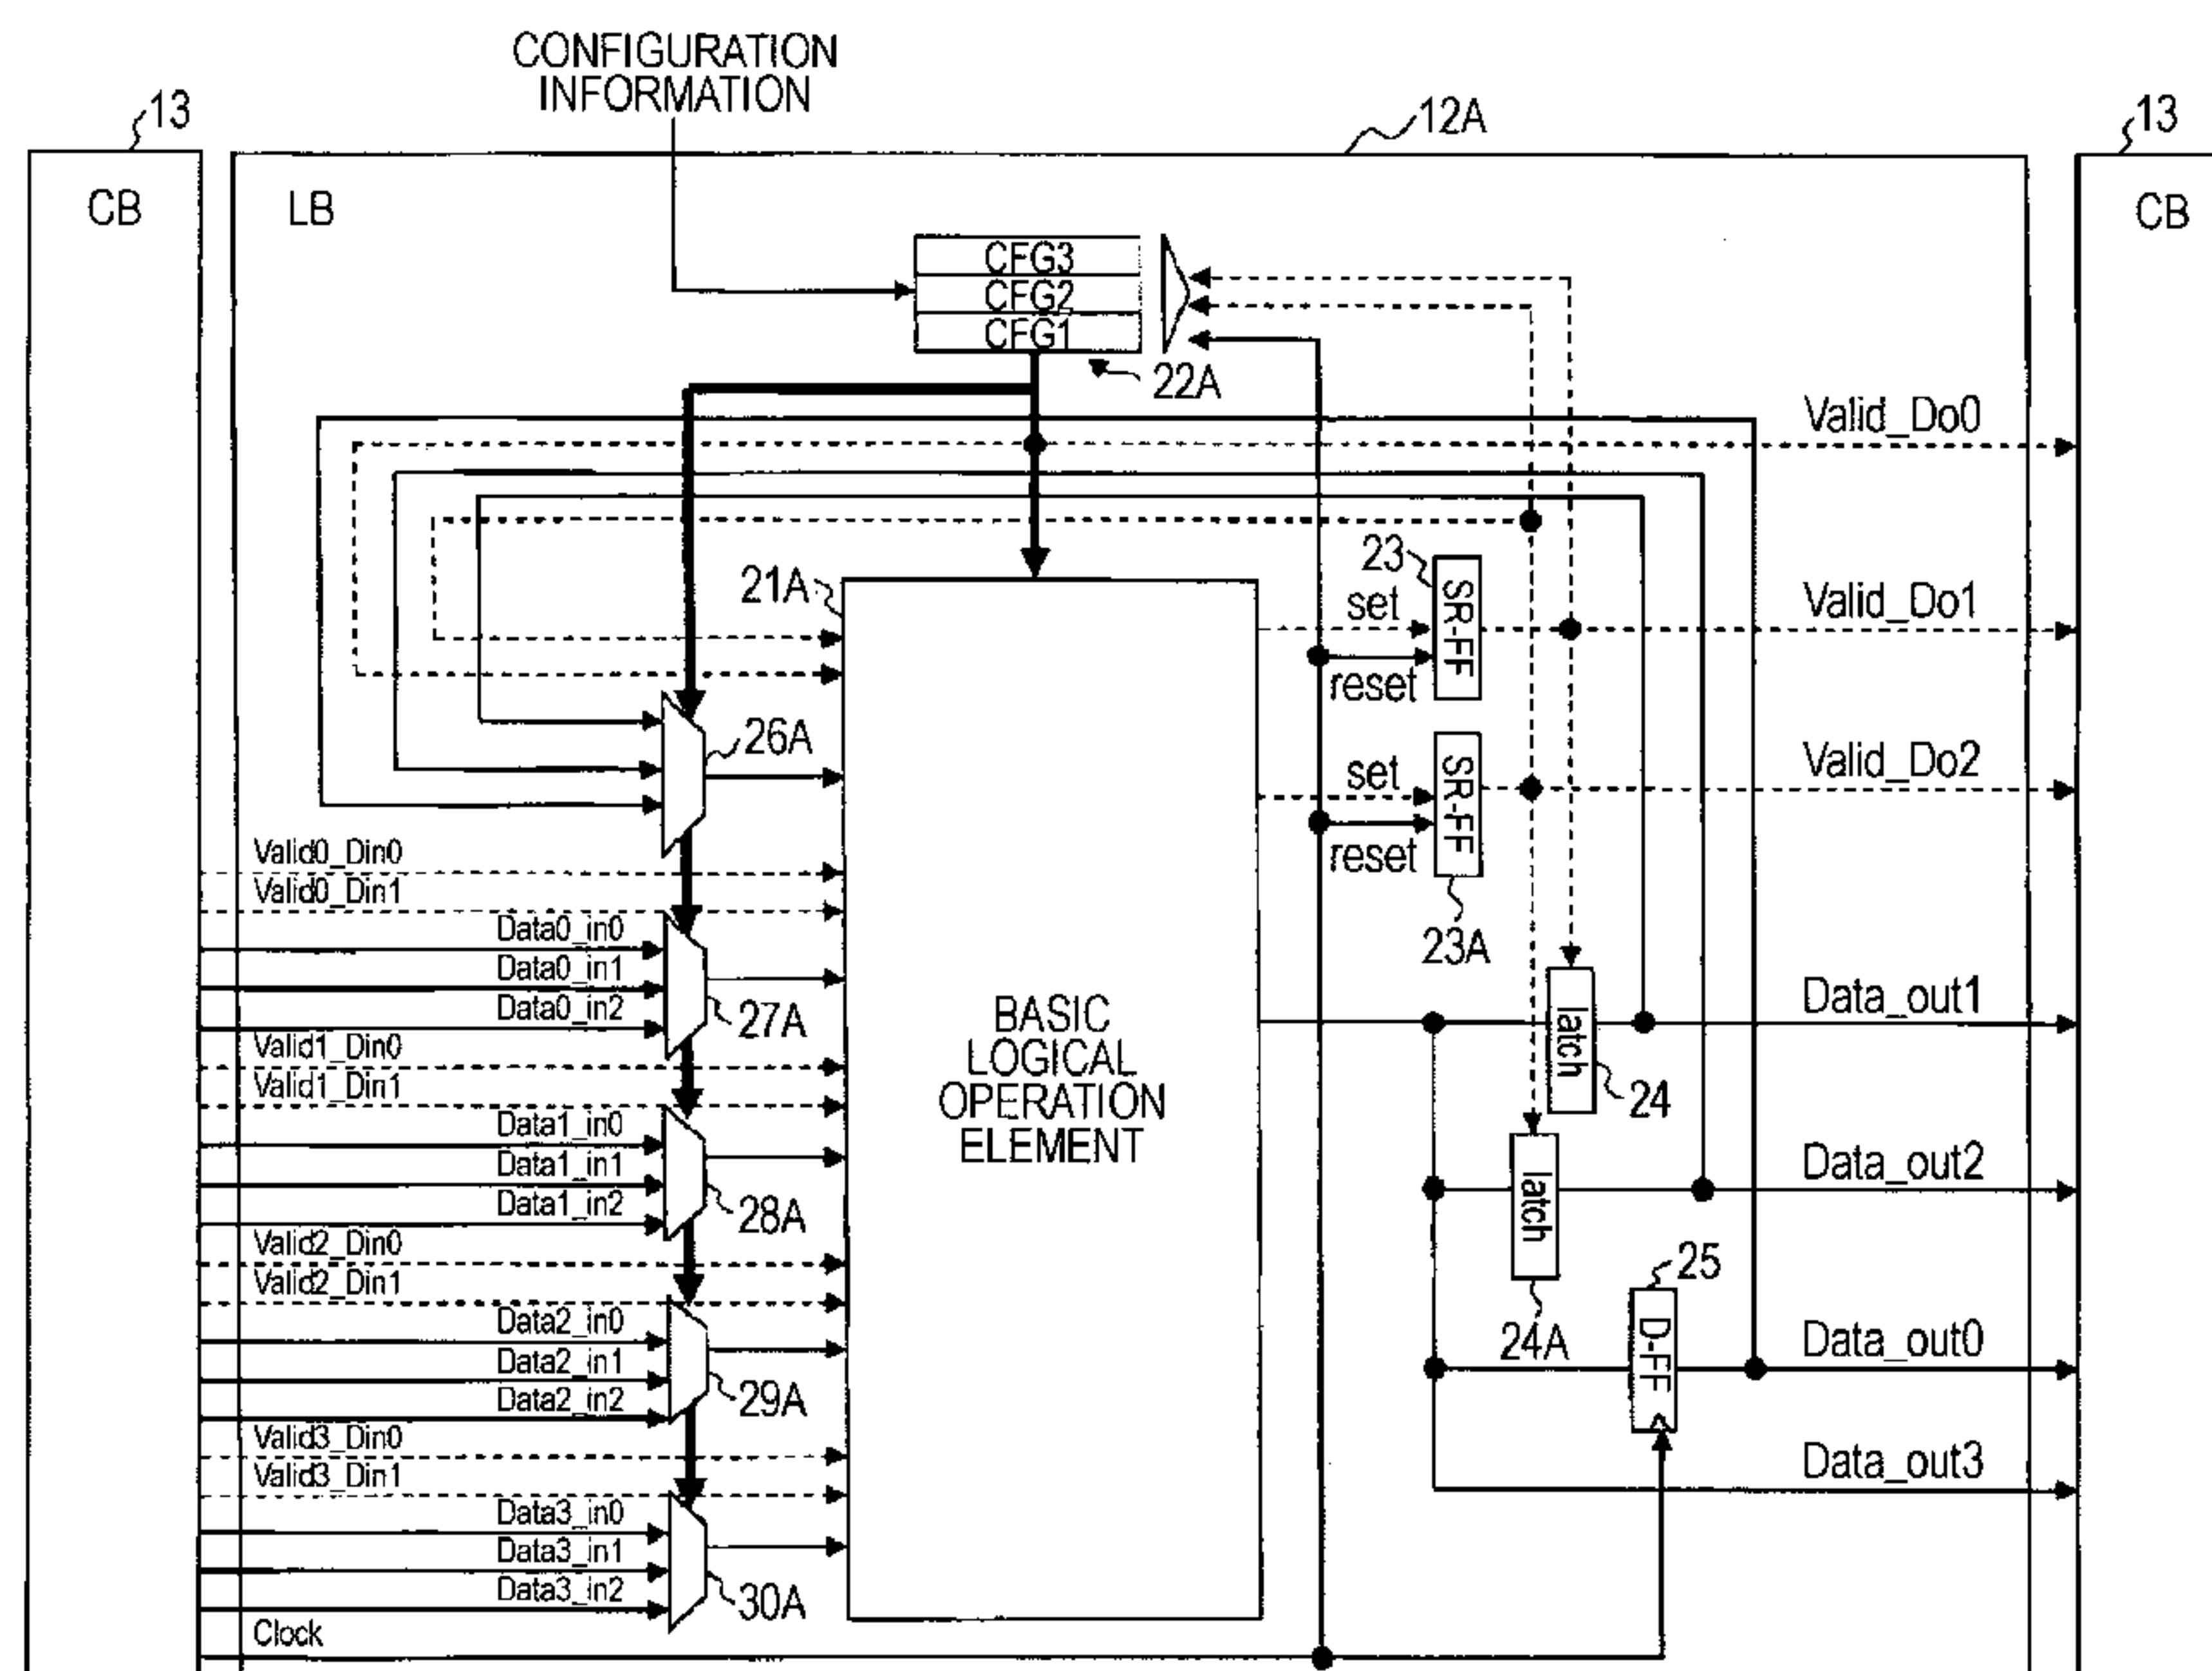 CONFIGURATION
INFORMATION
13
12A
13
CB
LB
CB
CFG3
CFG2
CFG1
22A
Valid_Do0
21A
23
set
SR-FF
reset
Valid_Do1
26A
set
SR-FF
reset
23A
Valid_Do2
Valid0_Din0
Valid0_Din1
Data0_in0
Data0_in1
Data0_in2
27A
Valid1_Din0
Valid1_Din1
Data1_in0
Data1_in1
Data1_in2
28A
Valid2_Din0
Valid2_Din1
Data2_in0
Data2_in1
Data2_in2
29A
Valid3_Din0
Valid3_Din1
Data3_in0
Data3_in1
Data3_in2
30A
Clock
BASIC
LOGICAL
OPERATION
ELEMENT
latch
24
Data_out1
latch
24A
Data_out2
25
D-FF
Data_out0
Data_out3